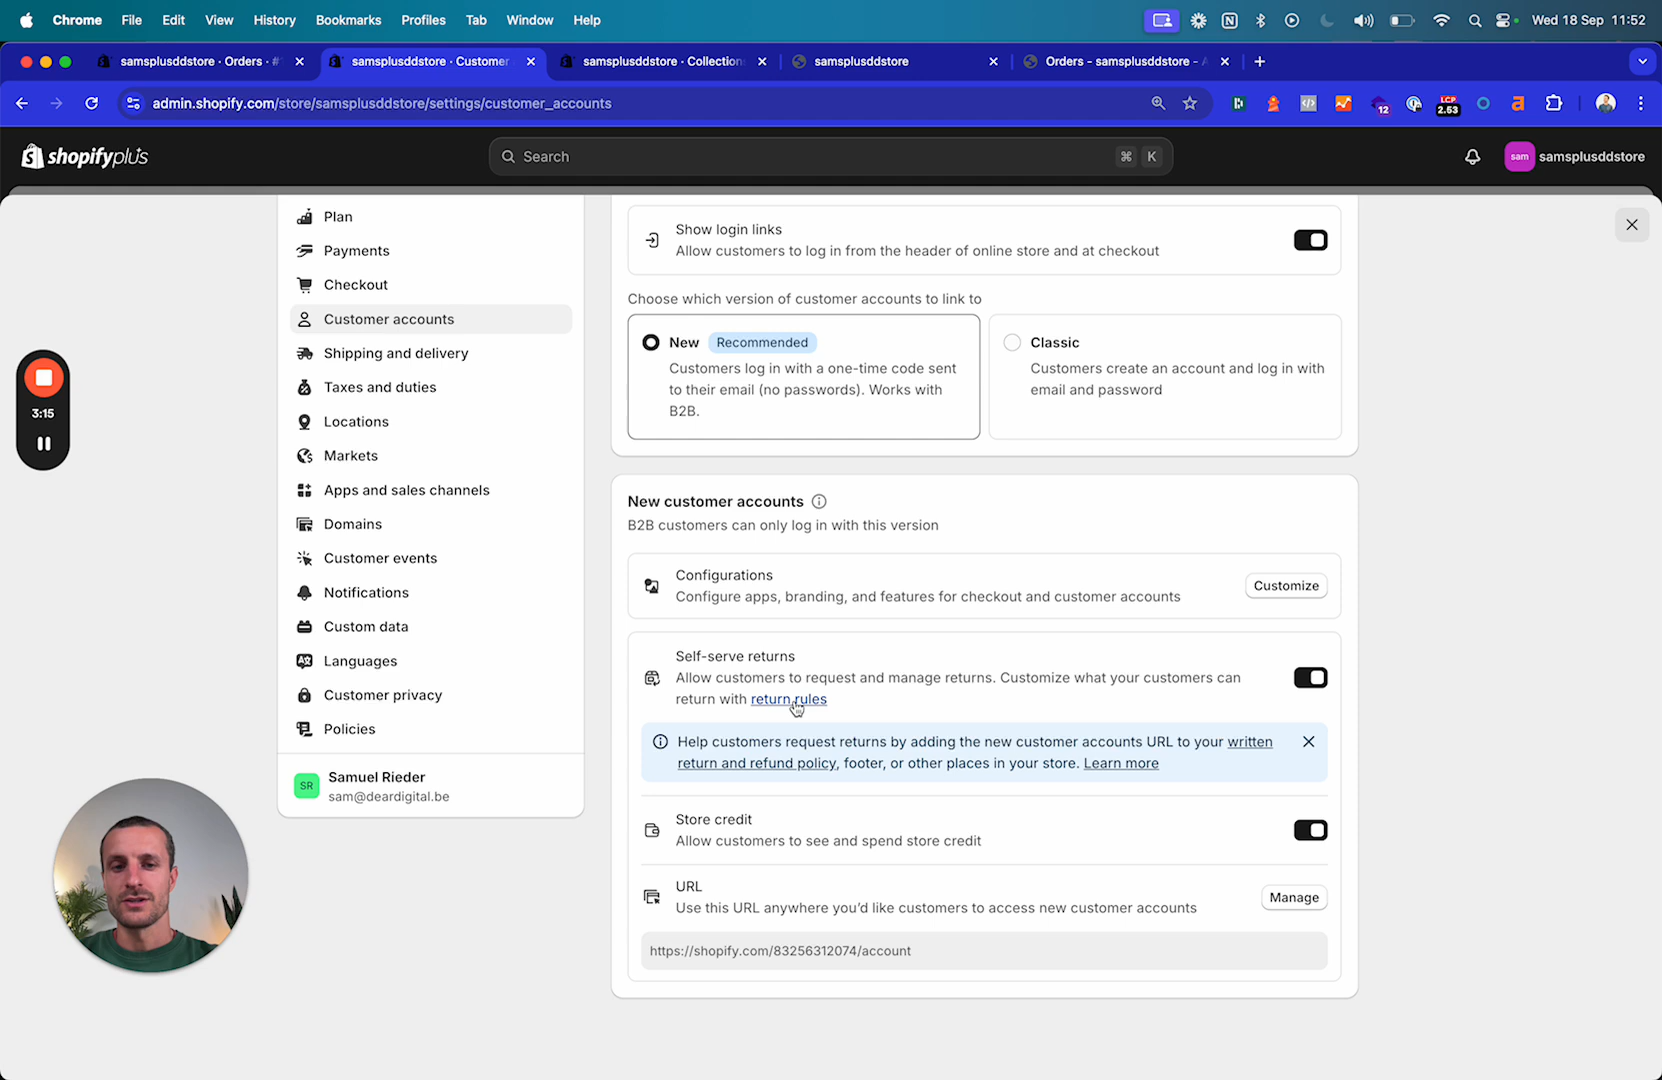 Chrome File Edit View History Bookmarks Profiles Tab Window Help Wed 18 Sep 11:52
samsplusddstore · Orders · #
samsplusddstore · Customer
samsplusddstore · Collection
samsplusddstore
Orders - samsplusddstore -
admin.shopify.com/store/samsplusddstore/settings/customer_accounts
12
LCP
2.53
shopifyplus
Search
⌘ K
sam samsplusddstore
Plan
Payments
Checkout
Customer accounts
Shipping and delivery
Taxes and duties
Locations
Markets
Apps and sales channels
Domains
Customer events
Notifications
Custom data
Languages
Customer privacy
Policies
SR
Samuel Rieder
sam@deardigital.be
3:15
Show login links
Allow customers to log in from the header of online store and at checkout
Choose which version of customer accounts to link to
New Recommended
Customers log in with a one-time code sent
to their email (no passwords). Works with
B2B.
Classic
Customers create an account and log in with
email and password
New customer accounts
B2B customers can only log in with this version
Configurations
Configure apps, branding, and features for checkout and customer accounts
Customize
Self-serve returns
Allow customers to request and manage returns. Customize what your customers can
return with return rules
Help customers request returns by adding the new customer accounts URL to your written
return and refund policy, footer, or other places in your store. Learn more
Store credit
Allow customers to see and spend store credit
URL
Use this URL anywhere you'd like customers to access new customer accounts
Manage
https://shopify.com/83256312074/account